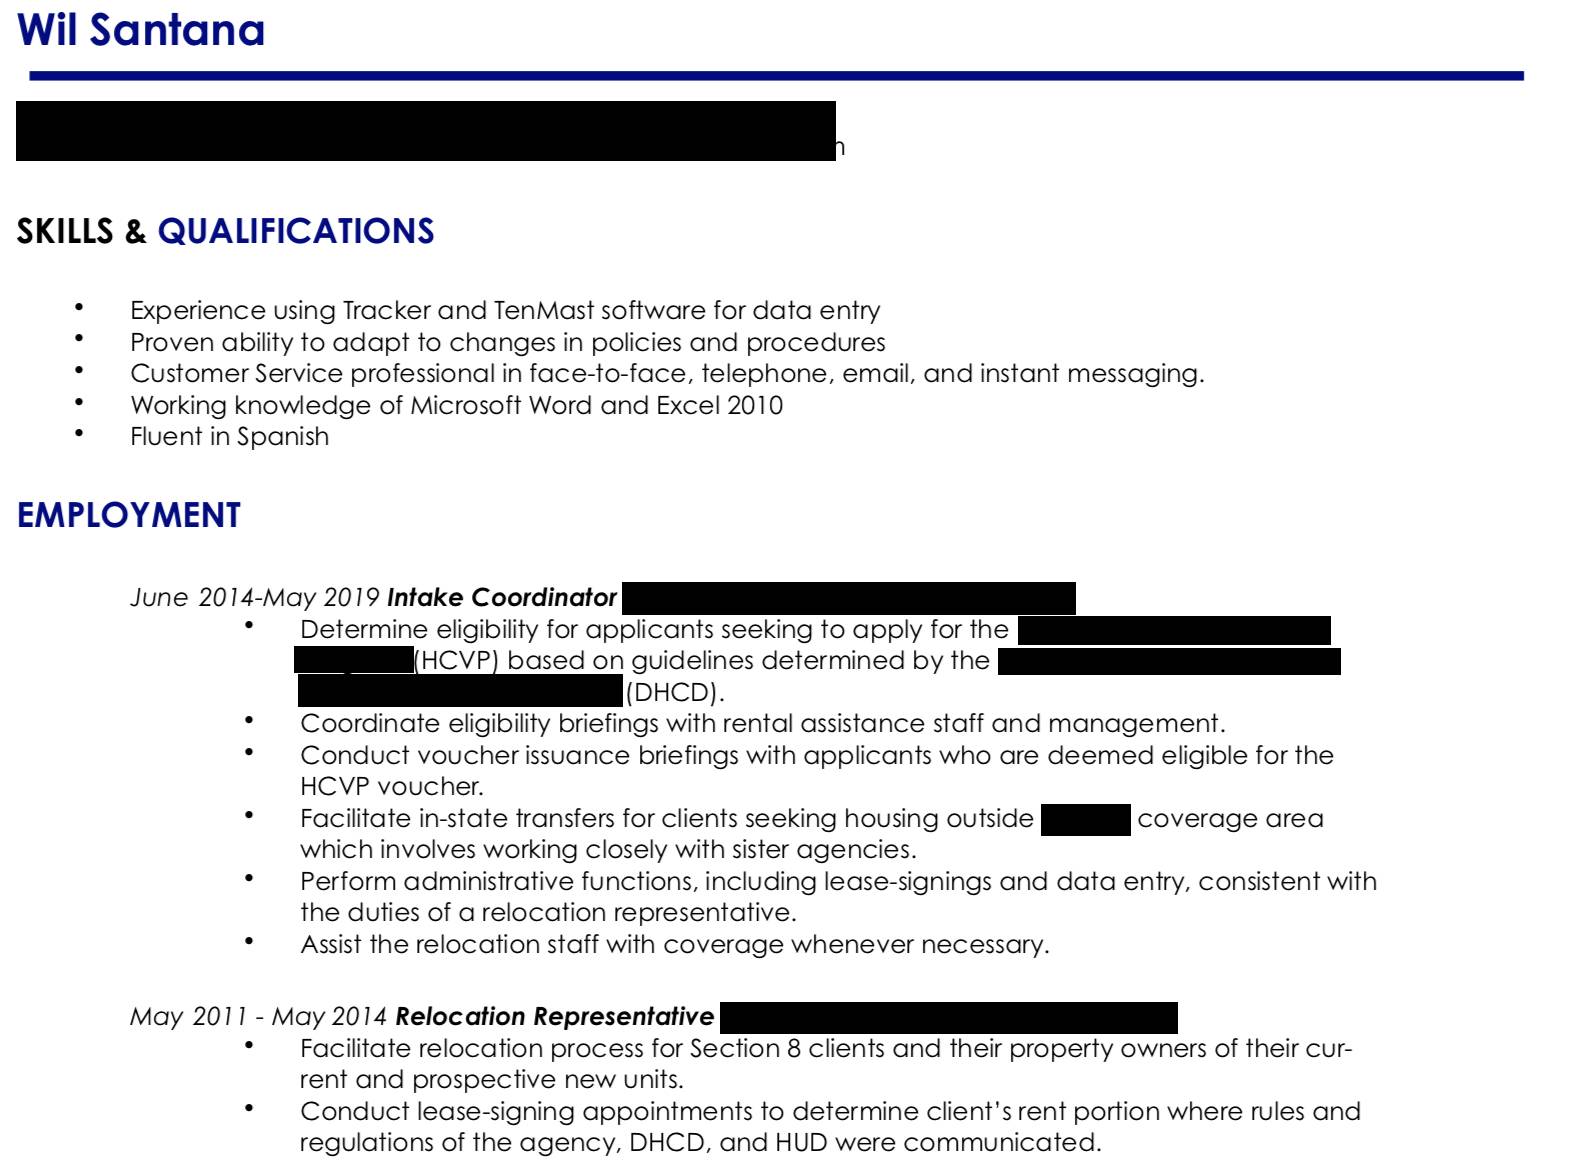 Wil Santana
SKILLS & QUALIFICATIONS
• Experience using Tracker and TenMast software for data entry
• Proven ability to adapt to changes in policies and procedures
• Customer Service professional in face-to-face, telephone, email, and instant messaging.
• Working knowledge of Microsoft Word and Excel 2010
• Fluent in Spanish
EMPLOYMENT
June 2014-May 2019 Intake Coordinator
• Determine eligibility for applicants seeking to apply for the
(HCVP) based on guidelines determined by the
(DHCD).
• Coordinate eligibility briefings with rental assistance staff and management.
• Conduct voucher issuance briefings with applicants who are deemed eligible for the
HCVP voucher.
• Facilitate in-state transfers for clients seeking housing outside coverage area
which involves working closely with sister agencies.
• Perform administrative functions, including lease-signings and data entry, consistent with
the duties of a relocation representative.
• Assist the relocation staff with coverage whenever necessary.
May 2011 - May 2014 Relocation Representative
• Facilitate relocation process for Section 8 clients and their property owners of their cur-
rent and prospective new units.
• Conduct lease-signing appointments to determine client’s rent portion where rules and
regulations of the agency, DHCD, and HUD were communicated.